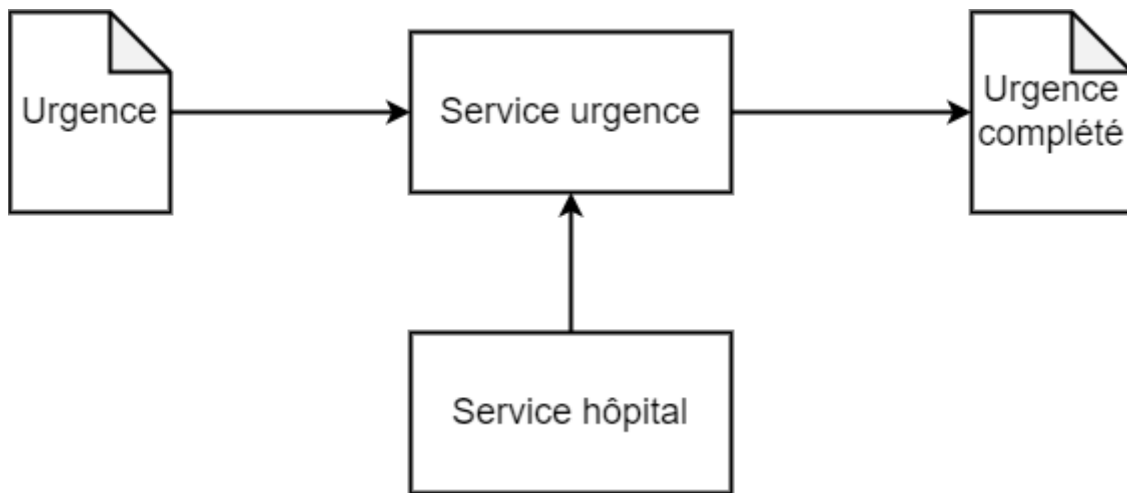 Urgence
Service urgence
Urgence
complété
Service hôpital